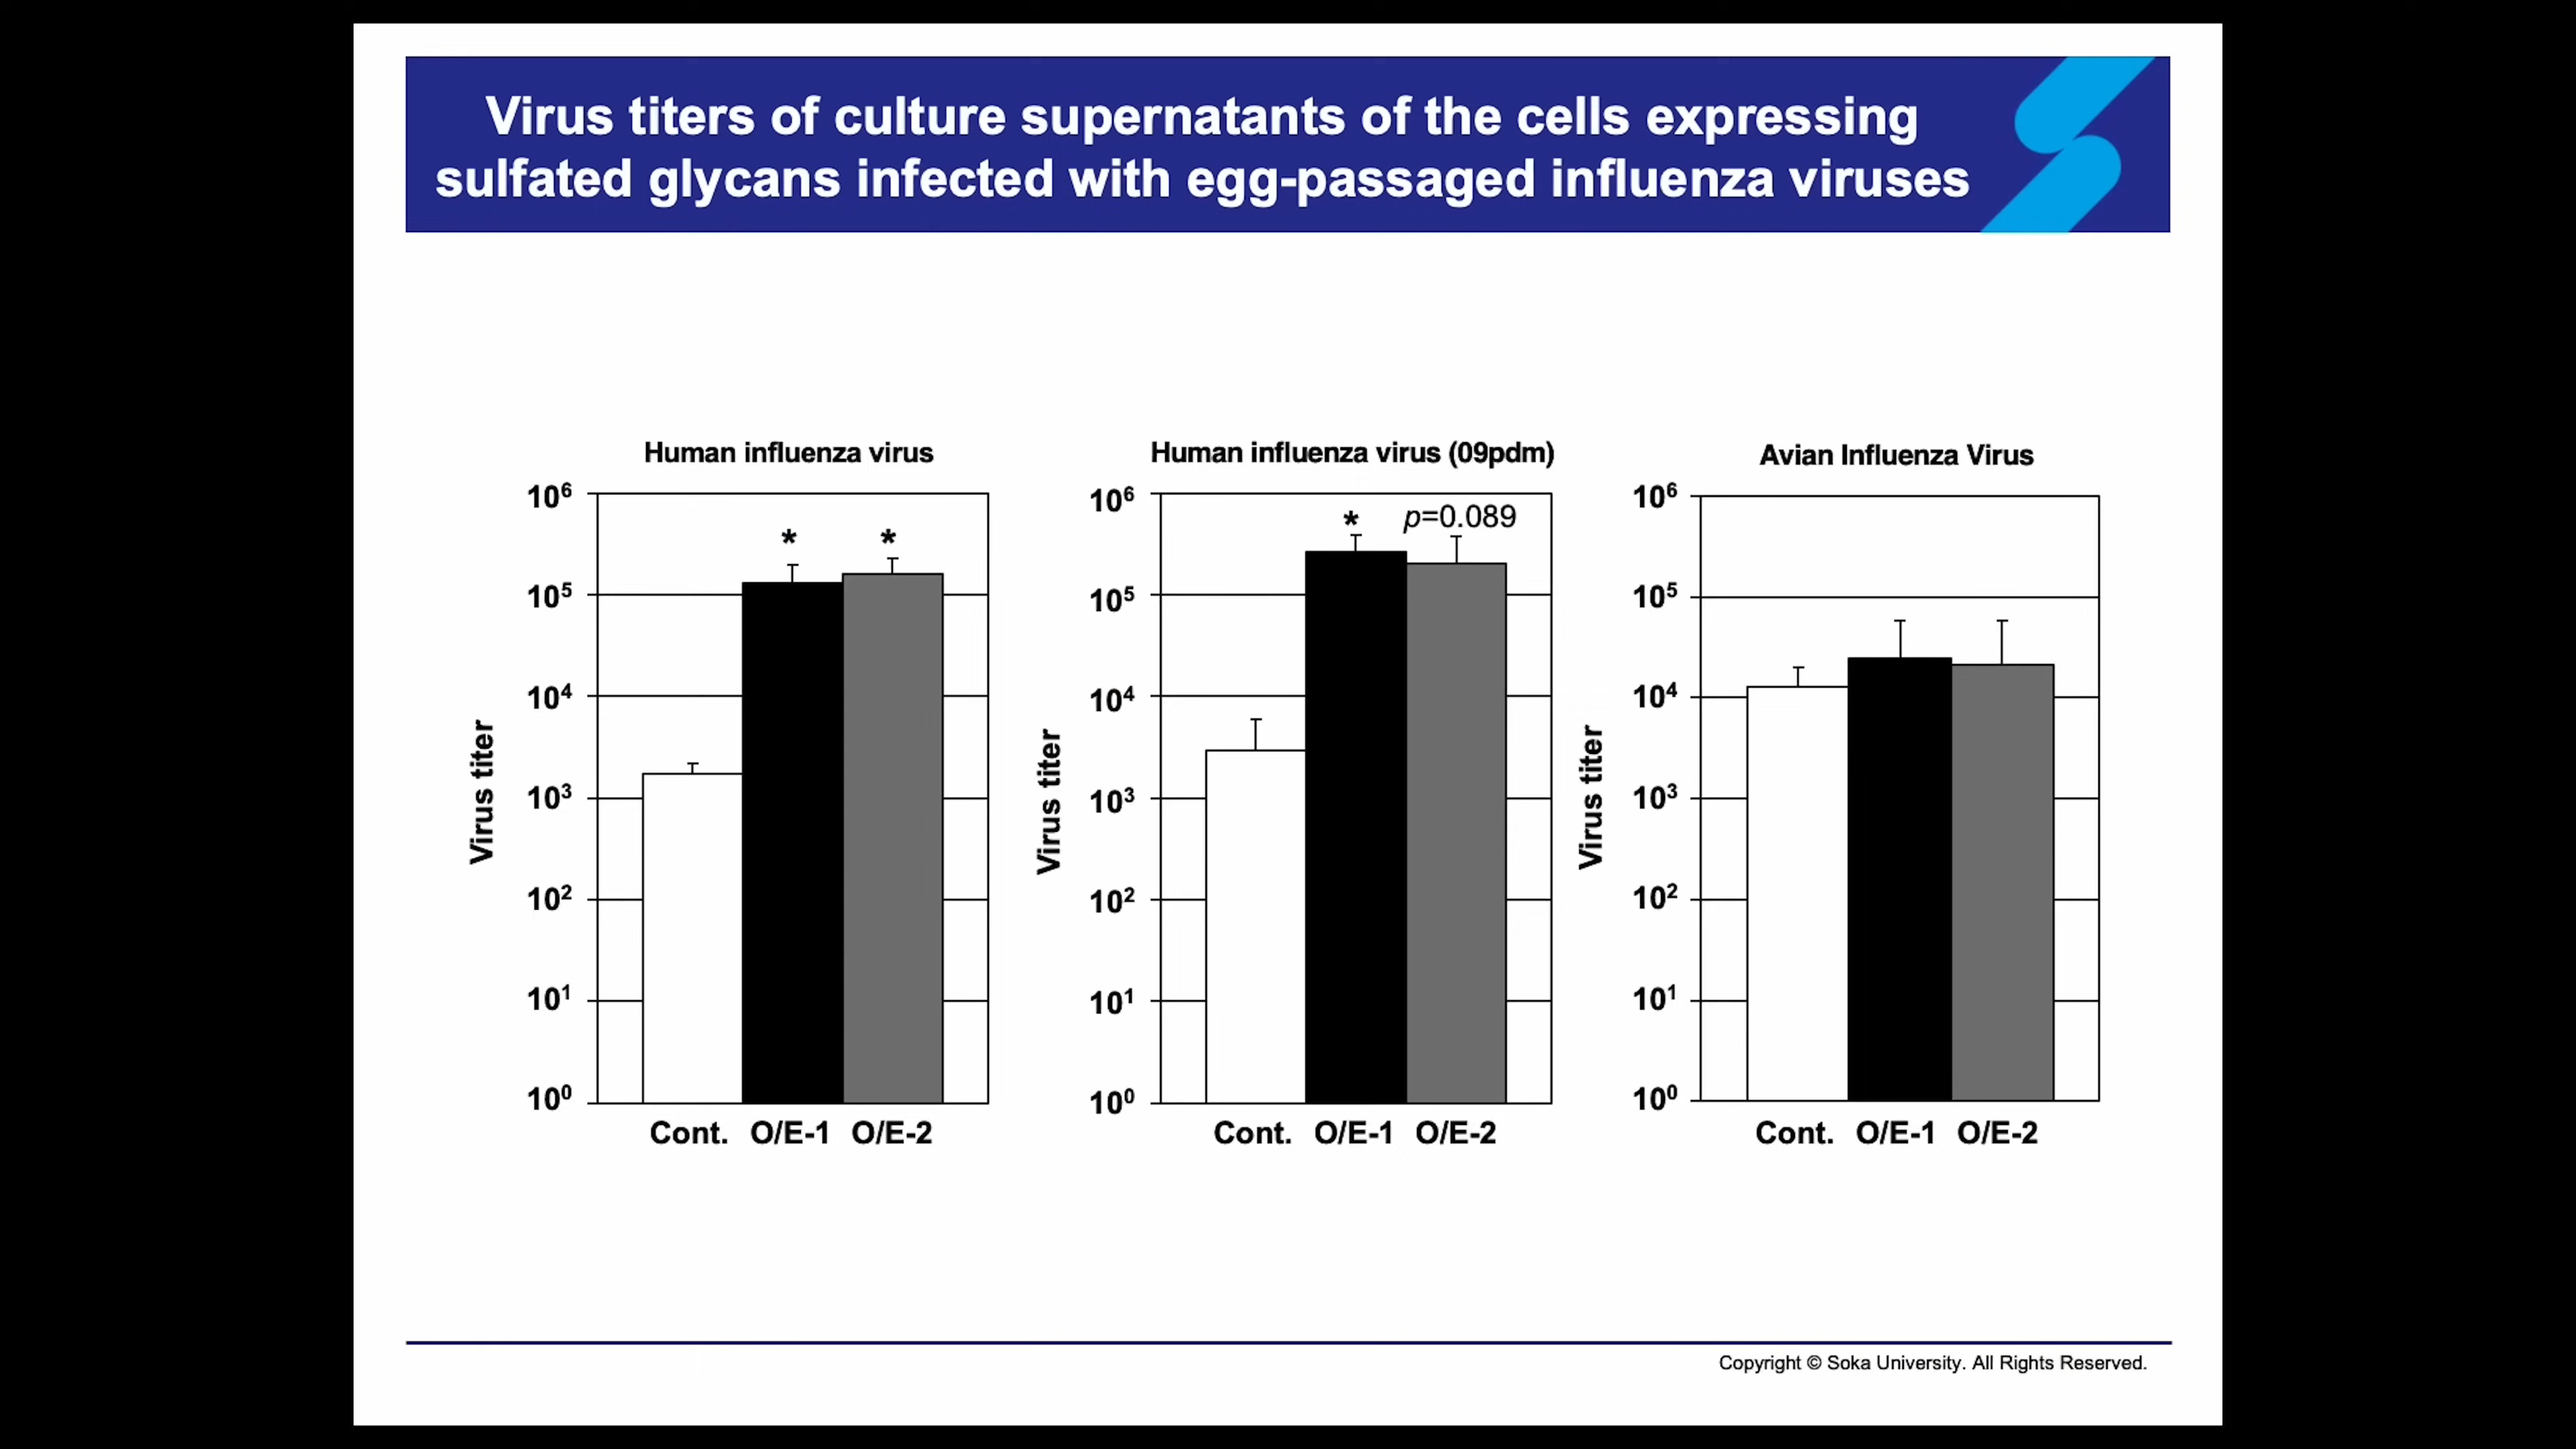 Virus titers of culture supernatants of the cells expressing
sulfated glycans infected with egg-passaged influenza viruses
Human influenza virus
10⁶
10⁵
10⁴
10³
10²
10¹
10⁰
Virus titer
* *
Cont. O/E-1 O/E-2
Human influenza virus (09pdm)
10⁶
10⁵
10⁴
10³
10²
10¹
10⁰
Virus titer
* p=0.089
Cont. O/E-1 O/E-2
Avian Influenza Virus
10⁶
10⁵
10⁴
10³
10²
10¹
10⁰
Virus titer
Cont. O/E-1 O/E-2
Copyright © Soka University. All Rights Reserved.